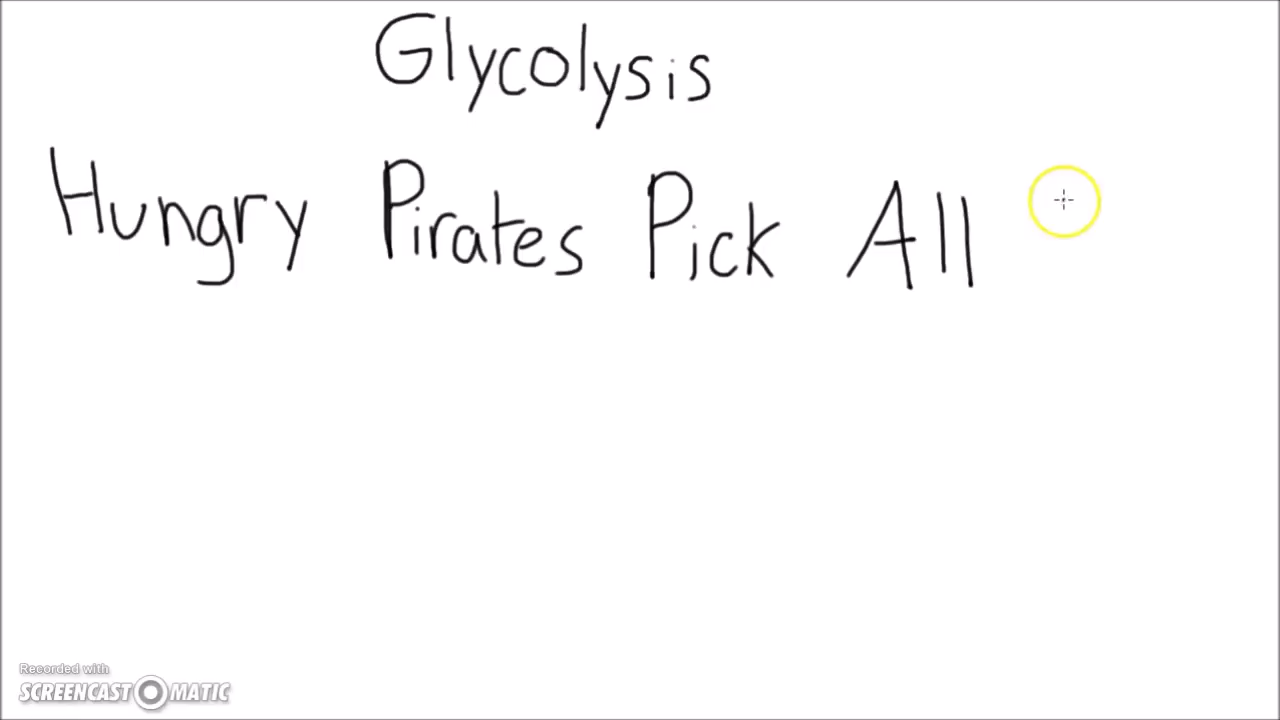 Glycolysis
Hungry Pirates Pick All
Recorded with
SCREENCAST-O-MATIC